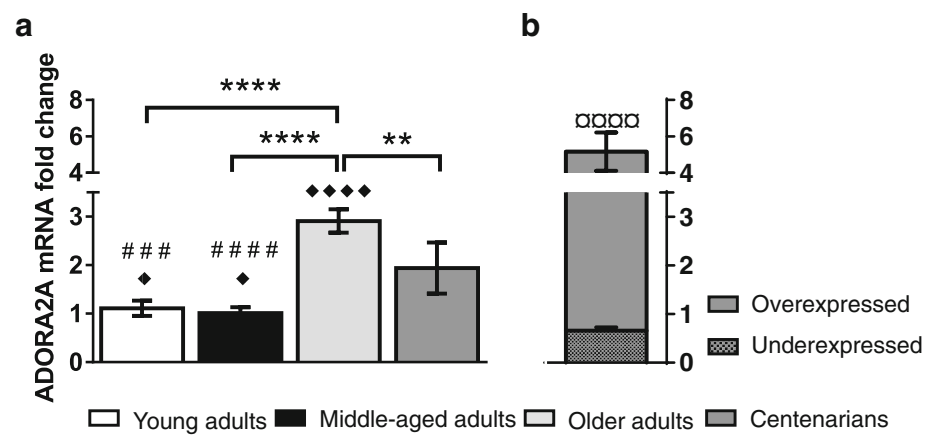 a
b
ADORA2A mRNA fold change
8
6
4
3
2
1
0
****
****
**
###
####
◆
◆
◆◆◆◆
¤¤¤¤
8
6
4
3
2
1
0
Overexpressed
Underexpressed
Young adults
Middle-aged adults
Older adults
Centenarians